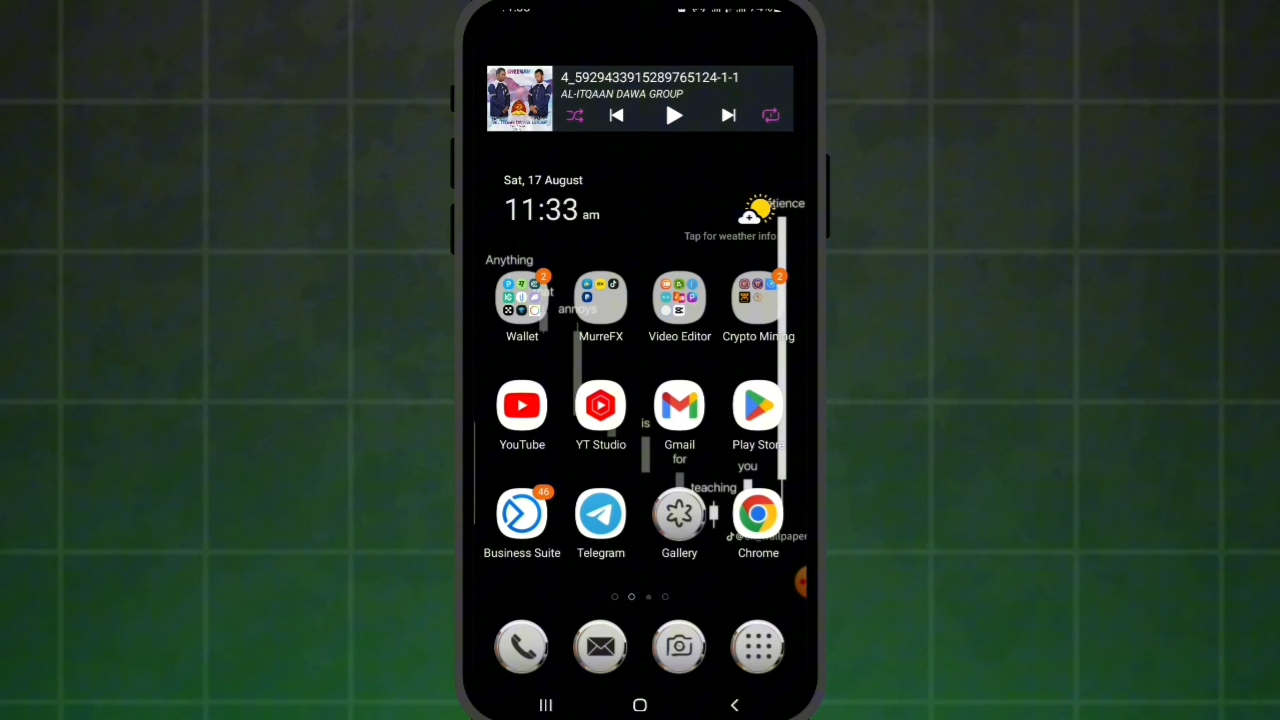 4_5929433915289765124-1-1
AL-ITQAAN DAWA GROUP
Sat, 17 August
11:33 am
Tap for weather info
Anything
annoys
is
for
you
teaching
2
2
Wallet
MurreFX
Video Editor
Crypto Mining
YouTube
YT Studio
Gmail
Play Store
46
Business Suite
Telegram
Gallery
Chrome